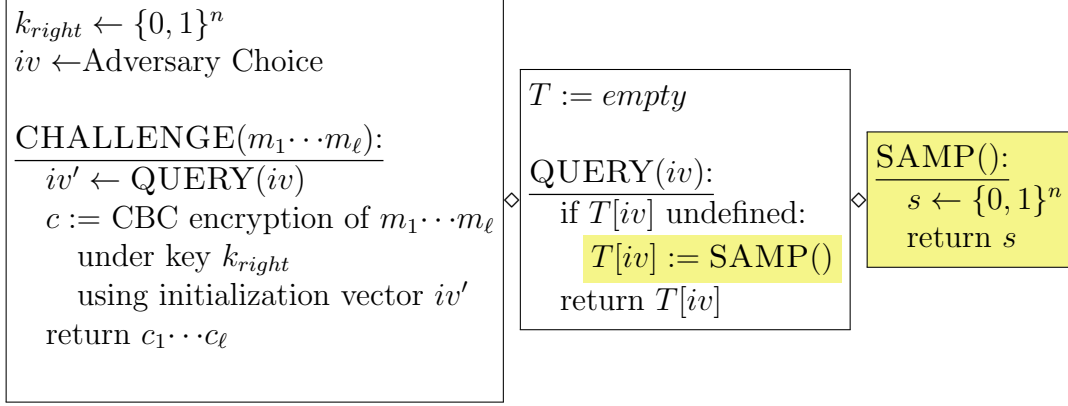 k_right ← {0, 1}^n
iv ←Adversary Choice
CHALLENGE(m_1···m_ℓ):
iv′ ← QUERY(iv)
c := CBC encryption of m_1···m_ℓ
under key k_right
using initialization vector iv′
return c_1···c_ℓ
⋄
T := empty
QUERY(iv):
if T[iv] undefined:
T[iv] := SAMP()
return T[iv]
⋄
SAMP():
s ← {0, 1}^n
return s